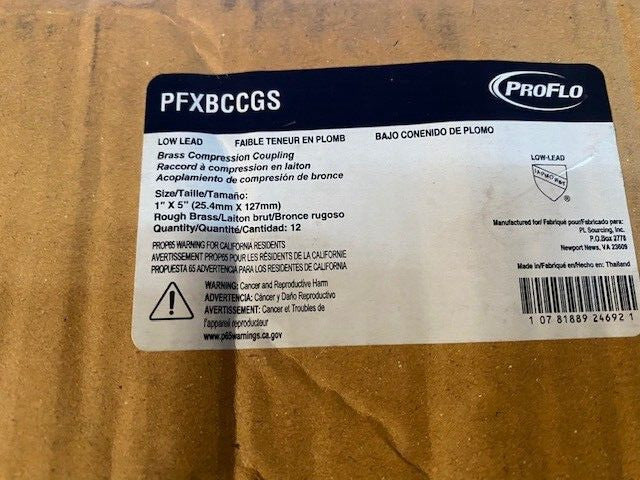 PFXBCCGS
PROFLO
LOW LEAD FAIBLE TENEUR EN PLOMB BAJO CONENIDO DE PLOMO
Brass Compression Coupling
Raccord à compression en laiton
Acoplamiento de compresión de bronce
Size/Taille/Tamaño:
1" X 5" (25.4mm X 127mm)
Rough Brass/Laiton brut/Bronce rugoso
Quantity/Quantité/Cantidad: 12
LOW-LEAD
®
Manufactured for/ Fabriqué pour/Fabricado para:
PL Sourcing, Inc.
P.O.Box 2778
Newport News, VA 23609
Made in/Fabriqué en/Hecho en: Thailand
1 07 81889 24692 1
PROP65 WARNING FOR CALIFORNIA RESIDENTS
AVERTISSEMENT PROP65 POUR LES RÉSIDENTS DE LA CALIFORNIE
PROPUESTA 65 ADVERTENCIA PARA LOS RESIDENTES DE CALIFORNIA
WARNING: Cancer and Reproductive Harm
ADVERTENCIA: Cáncer y Daño Reproductivo
AVERTISSEMENT: Cancer et Troubles de
l'appareil reproducteur
www.p65warnings.ca.gov